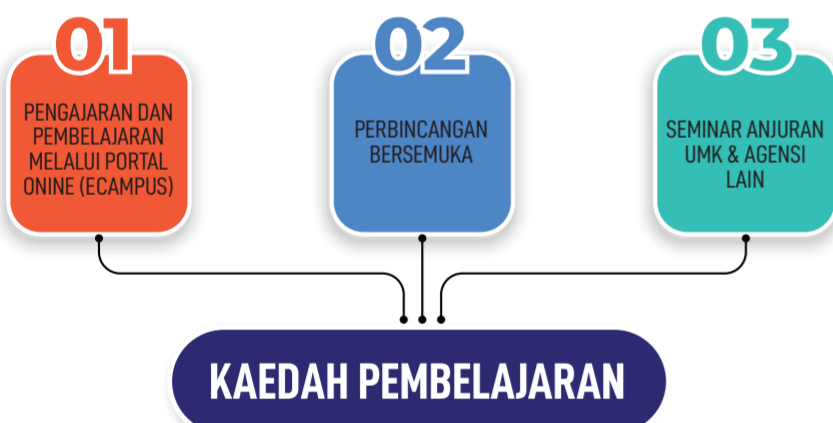 01
PENGAJARAN DAN
PEMBELAJARAN
MELALUI PORTAL
ONINE (ECAMPUS)
02
PERBINCANGAN
BERSEMUKA
03
SEMINAR ANJURAN
UMK & AGENSI
LAIN
KAEDAH PEMBELAJARAN